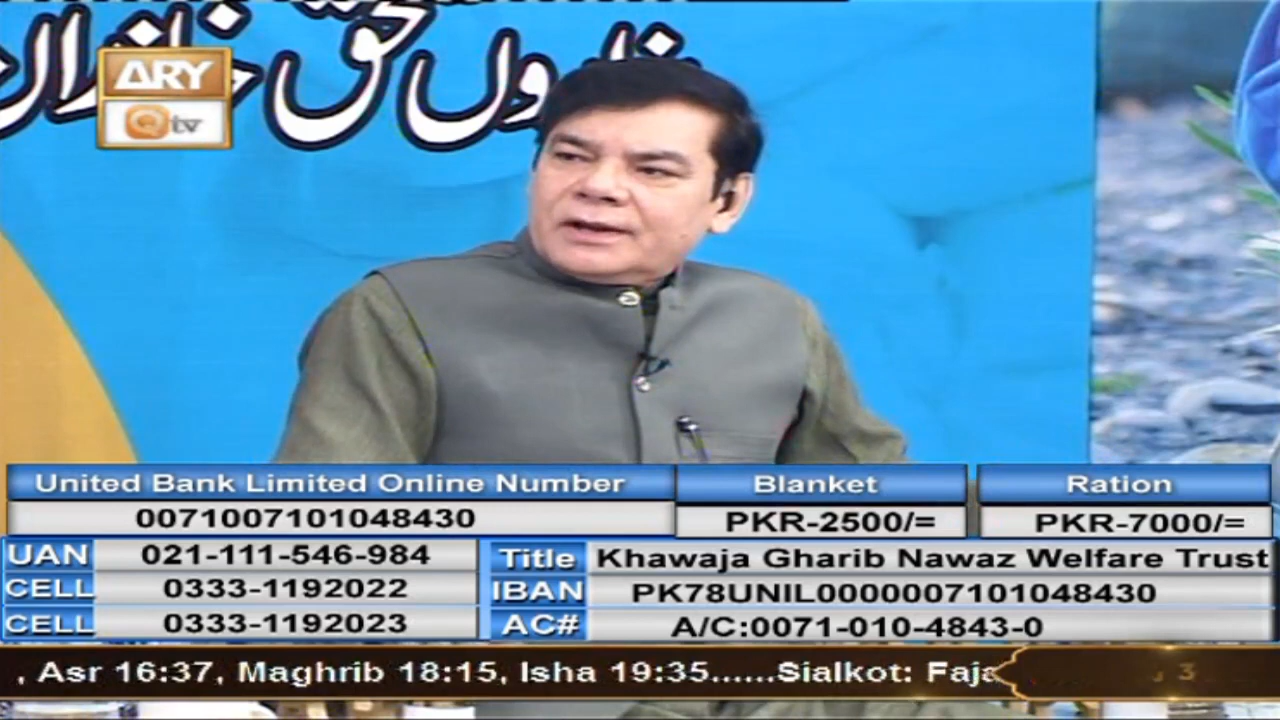 ARY
Q tv
United Bank Limited Online Number
Blanket
Ration
0071007101048430
PKR-2500/=
PKR-7000/=
UAN 021-111-546-984
CELL 0333-1192022
CELL 0333-1192023
Title Khawaja Gharib Nawaz Welfare Trust
IBAN PK78UNIL0000007101048430
AC# A/C:0071-010-4843-0
, Asr 16:37, Maghrib 18:15, Isha 19:35......Sialkot: Faja
3